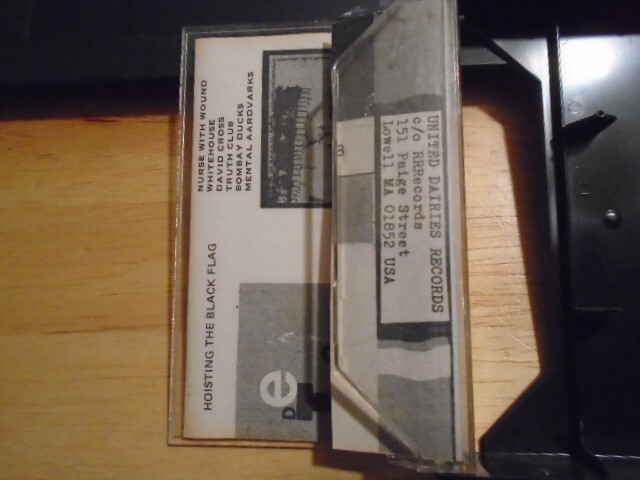 NURSE WITH WOUND
WHITEHOUSE
DAVID CROSS
TRUTH CLUB
BOMBAY DUCKS
MENTAL AARDVARKS
HOISTING THE BLACK FLAG
e
D
B
UNITED DAIRIES RECORDS
c/o RRRecords
151 Paige Street
Lowell MA 01852 USA